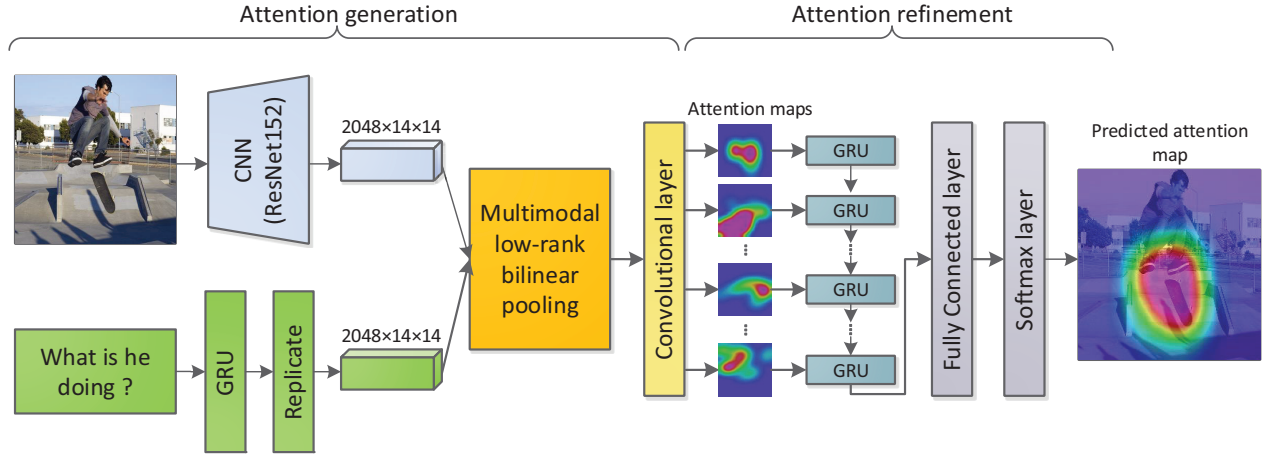 Attention generation
Attention refinement
CNN
(ResNet152)
2048×14×14
What is he
doing ?
GRU
Replicate
2048×14×14
Multimodal
low-rank
bilinear
pooling
Convolutional layer
Attention maps
GRU
GRU
...
GRU
...
GRU
Fully Connected layer
Softmax layer
Predicted attention
map